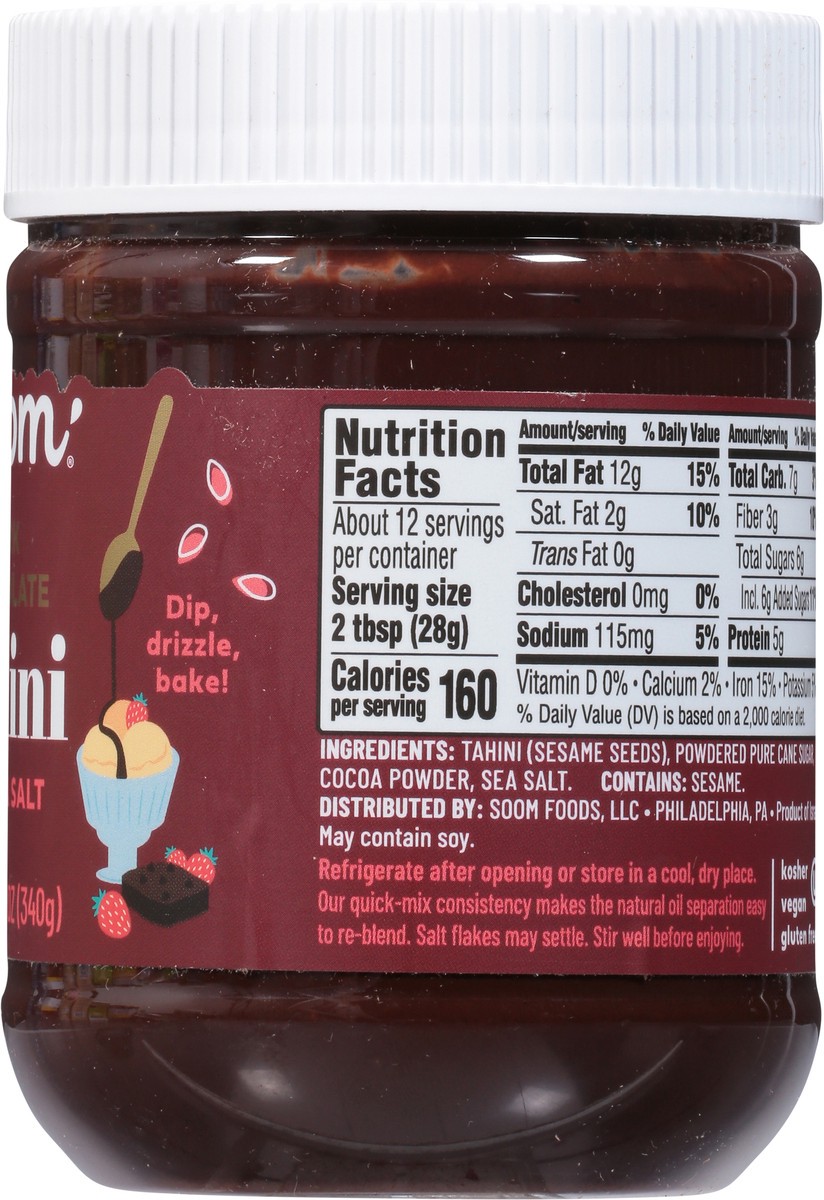 om
®
ATE
ini
SALT
(340g)
Dip,
drizzle,
bake!
Nutrition
Facts
About 12 servings
per container
Serving size
2 tbsp (28g)
Calories
per serving 160
Amount/serving % Daily Value
Total Fat 12g 15%
Sat. Fat 2g 10%
Trans Fat 0g
Cholesterol 0mg 0%
Sodium 115mg 5%
Amount/serving
Total Carb. 7g
Fiber 3g
Total Sugars 6g
Incl. 6g Added Sugars
Protein 5g
Vitamin D 0% • Calcium 2% • Iron 15% • Potassium
% Daily Value (DV) is based on a 2,000 calorie diet.
INGREDIENTS: TAHINI (SESAME SEEDS), POWDERED PURE CANE SUGAR,
COCOA POWDER, SEA SALT. CONTAINS: SESAME.
DISTRIBUTED BY: SOOM FOODS, LLC • PHILADELPHIA, PA • Product of
May contain soy.
Refrigerate after opening or store in a cool, dry place.
Our quick-mix consistency makes the natural oil separation easy
to re-blend. Salt flakes may settle. Stir well before enjoying.
kosher
vegan
gluten